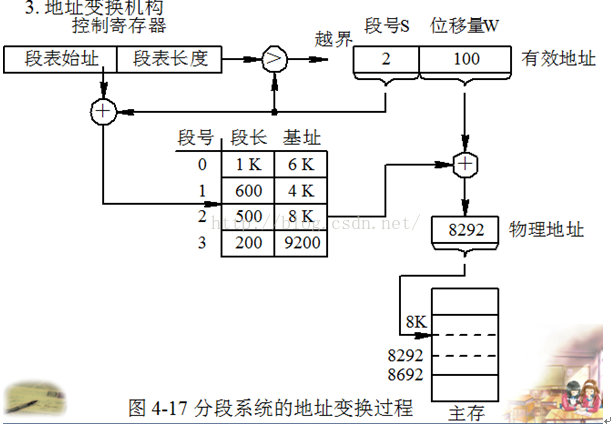 3. 地址变换机构
控制寄存器
段表始址 段表长度
>
越界
段号S 位移量W
2 100
有效地址
+
段号 段长 基址
0 1 K 6 K
1 600 4 K
2 500 8 K
3 200 9200
+
http://blog.csdn.net/
8292
物理地址
8K
8292
8692
主存
图 4-17 分段系统的地址变换过程